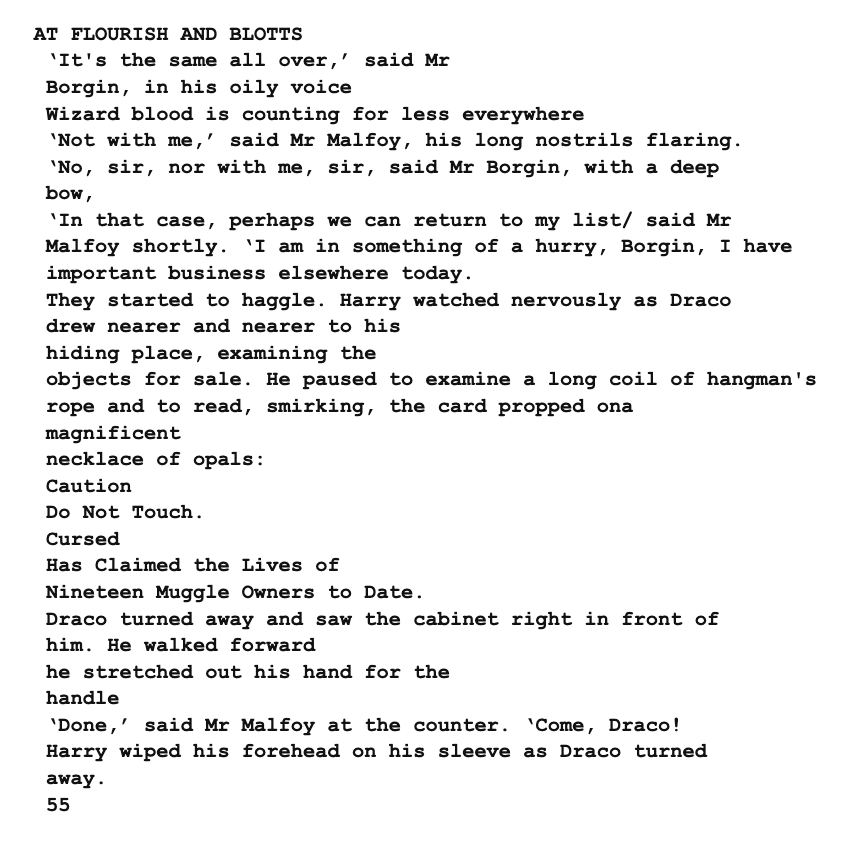 AT FLOURISH AND BLOTTS
‘It's the same all over,’ said Mr
Borgin, in his oily voice
Wizard blood is counting for less everywhere
‘Not with me,’ said Mr Malfoy, his long nostrils flaring.
‘No, sir, nor with me, sir, said Mr Borgin, with a deep
bow,
‘In that case, perhaps we can return to my list/ said Mr
Malfoy shortly. ‘I am in something of a hurry, Borgin, I have
important business elsewhere today.
They started to haggle. Harry watched nervously as Draco
drew nearer and nearer to his
hiding place, examining the
objects for sale. He paused to examine a long coil of hangman's
rope and to read, smirking, the card propped ona
magnificent
necklace of opals:
Caution
Do Not Touch.
Cursed
Has Claimed the Lives of
Nineteen Muggle Owners to Date.
Draco turned away and saw the cabinet right in front of
him. He walked forward
he stretched out his hand for the
handle
‘Done,’ said Mr Malfoy at the counter. ‘Come, Draco!
Harry wiped his forehead on his sleeve as Draco turned
away.
55